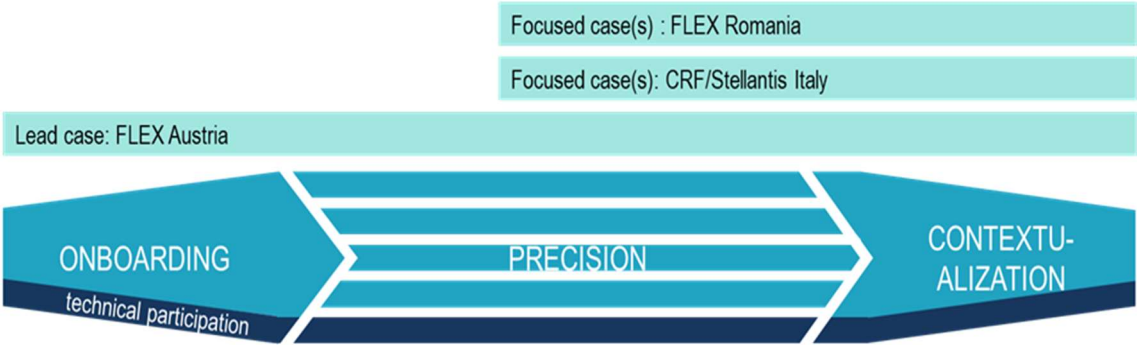 Focused case(s) : FLEX Romania
Focused case(s): CRF/Stellantis Italy
Lead case: FLEX Austria
ONBOARDING
technical participation
PRECISION
CONTEXTU-
ALIZATION